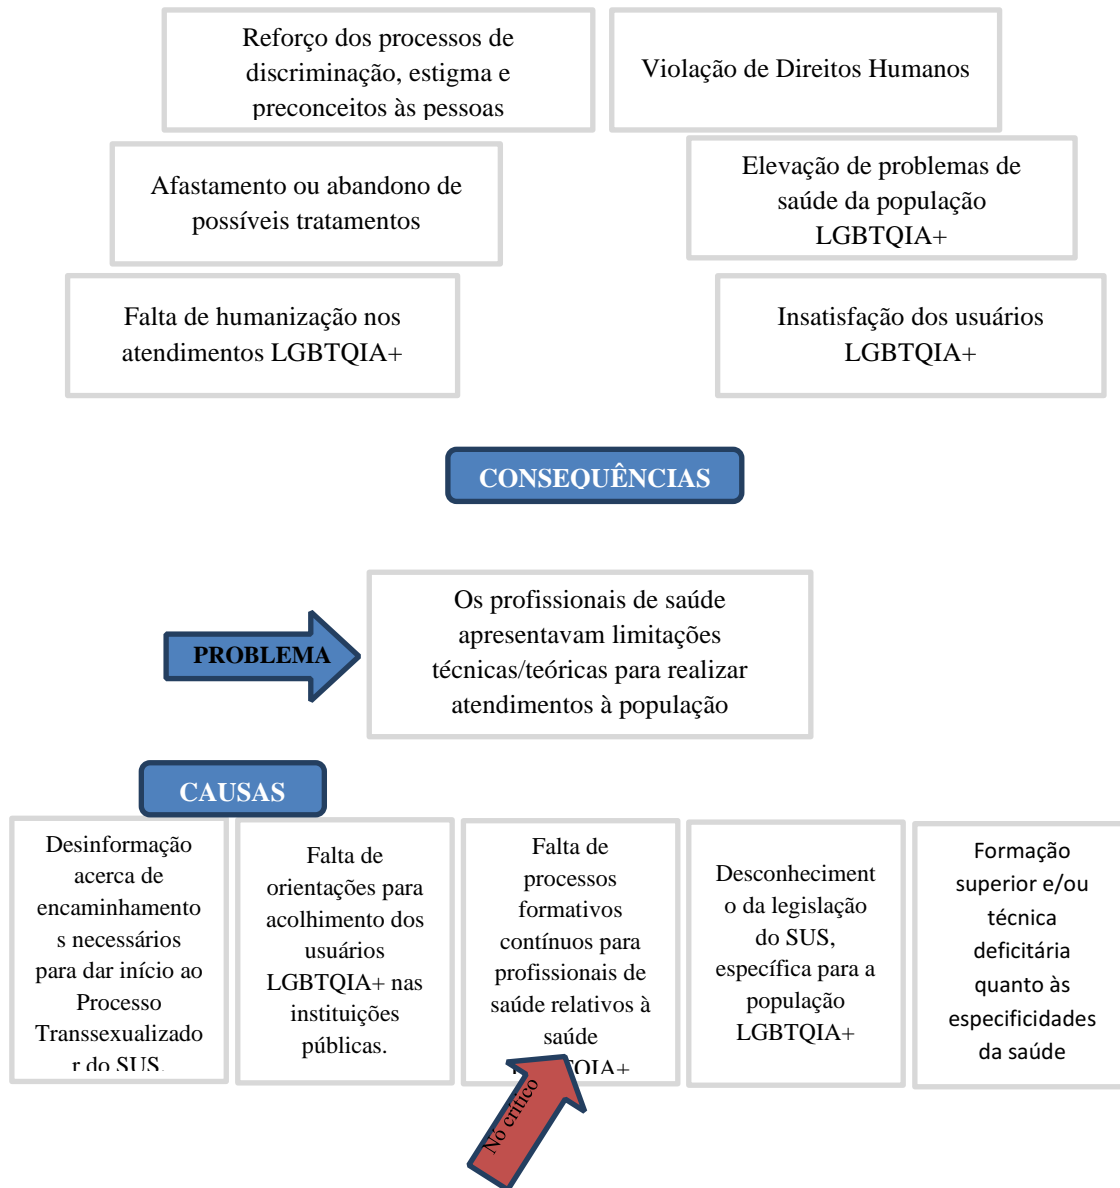 Reforço dos processos de
discriminação, estigma e
preconceitos às pessoas
Violação de Direitos Humanos
Afastamento ou abandono de
possíveis tratamentos
Elevação de problemas de
saúde da população
LGBTQIA+
Falta de humanização nos
atendimentos LGBTQIA+
Insatisfação dos usuários
LGBTQIA+
CONSEQUÊNCIAS
PROBLEMA
Os profissionais de saúde
apresentavam limitações
técnicas/teóricas para realizar
atendimentos à população
CAUSAS
Desinformação
acerca de
encaminhamento
s necessários
para dar início ao
Processo
Transsexualizado
r do SUS.
Falta de
orientações para
acolhimento dos
usuários
LGBTQIA+ nas
instituições
públicas.
Falta de
processos
formativos
contínuos para
profissionais de
saúde relativos à
saúde
Desconheciment
o da legislação
do SUS,
específica para a
população
LGBTQIA+
Formação
superior e/ou
técnica
deficitária
quanto às
especificidades
da saúde
Nó crítico